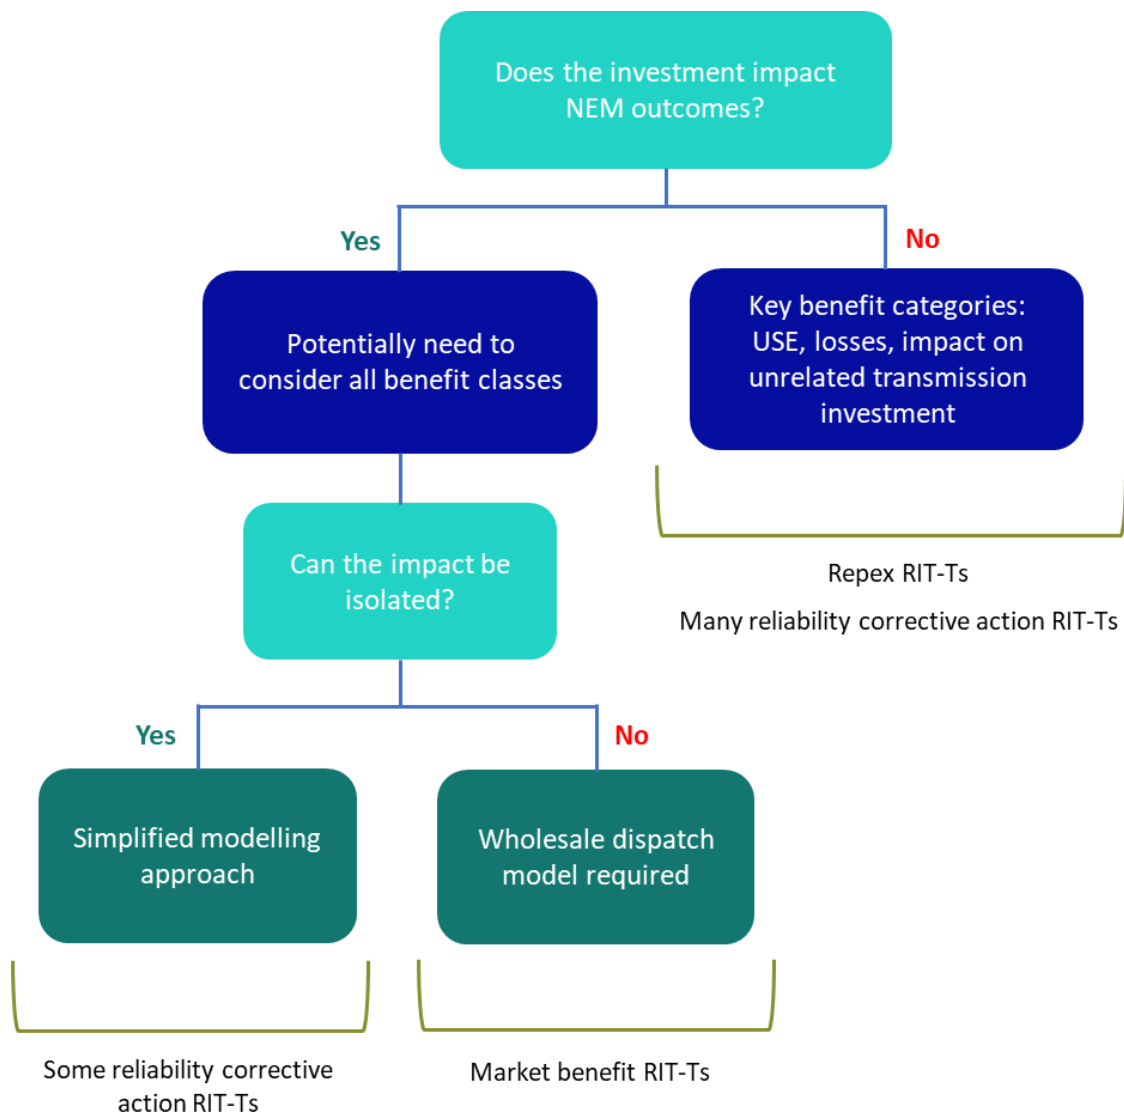 Does the investment impact
NEM outcomes?
Yes
No
Potentially need to
consider all benefit classes
Key benefit categories:
USE, losses, impact on
unrelated transmission
investment
Can the impact be
isolated?
Repex RIT-Ts
Many reliability corrective action RIT-Ts
Yes
No
Simplified modelling
approach
Wholesale dispatch
model required
Some reliability corrective
action RIT-Ts
Market benefit RIT-Ts